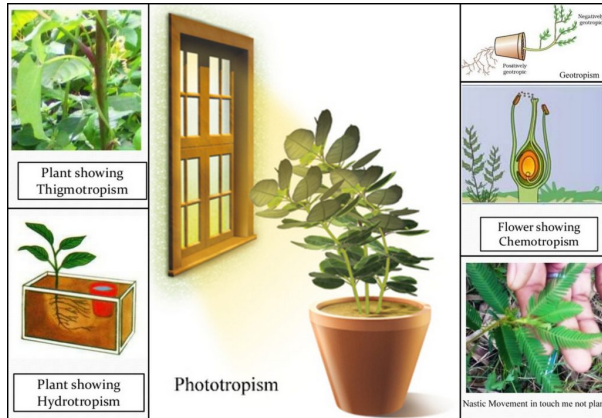 Plant showing
Thigmotropism
Plant showing
Hydrotropism
Phototropism
Negatively
geotropic
Positively
geotropic
Geotropism
Flower showing
Chemotropism
Nastic Movement in touch me not plan